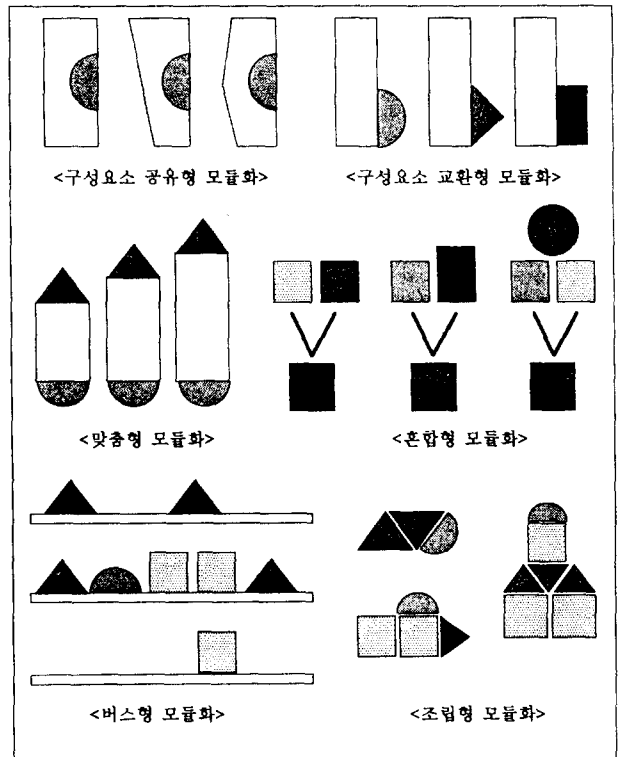 <구성요소 공유형 모듈화>
<구성요소 교환형 모듈화>
<맞춤형 모듈화>
<혼합형 모듈화>
<버스형 모듈화>
<조립형 모듈화>